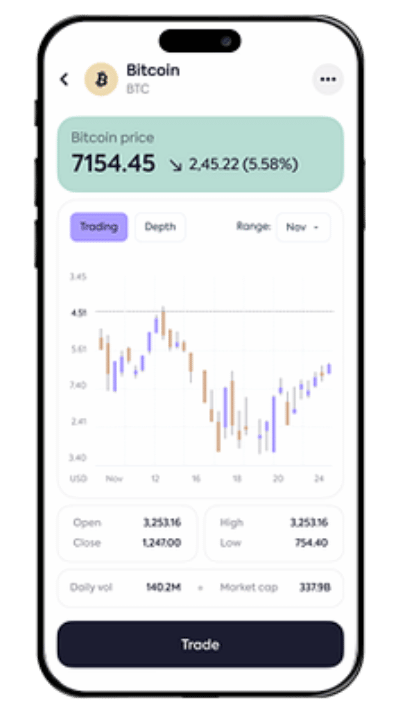 Bitcoin
BTC
Bitcoin price
7154.45 ↘ 2,45.22 (5.58%)
Trading Depth Range: Nov
3.45
4.51
5.61
7.40
2.41
3.40
USD Nov 12 16 18 20 24
Open 3,253.16 High 3,253.16
Close 1,247.00 Low 754.40
Daily vol 140.2M Market cap 337.9B
Trade